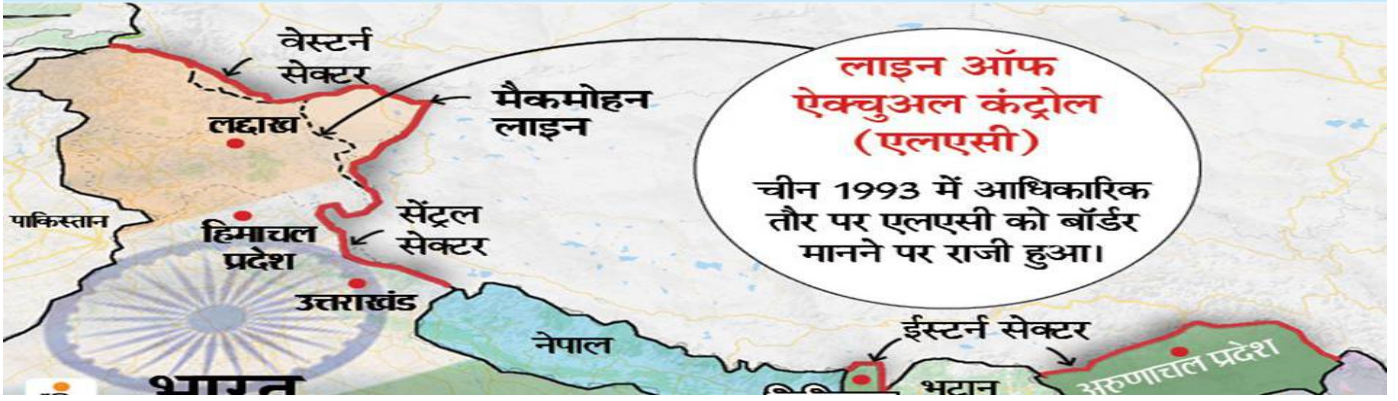 वेस्टर्न
सेक्टर
मैकमोहन
लाइन
लद्दाख
लाइन ऑफ
ऐक्चुअल कंट्रोल
(एलएसी)
चीन 1993 में आधिकारिक
तौर पर एलएसी को बॉर्डर
मानने पर राजी हुआ।
पाकिस्तान
हिमाचल
प्रदेश
सेंट्रल
सेक्टर
उत्तराखंड
नेपाल
ईस्टर्न सेक्टर
भूटान
अरुणाचल प्रदेश
भारत